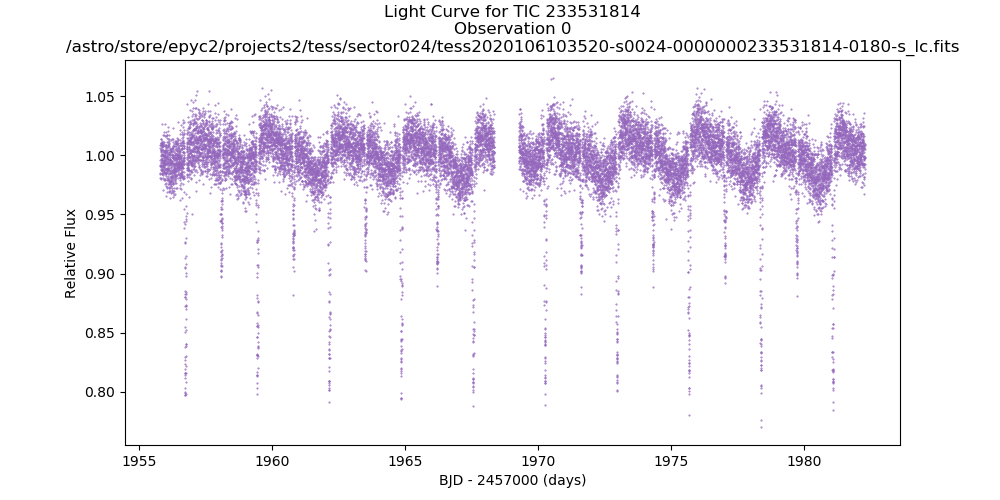 Light Curve for TIC 233531814
Observation 0
/astro/store/epyc2/projects2/tess/sector024/tess2020106103520-s0024-0000000233531814-0180-s_lc.fits
1.05
1.00
0.95
0.90
0.85
0.80
Relative Flux
1955 1960 1965 1970 1975 1980
BJD - 2457000 (days)